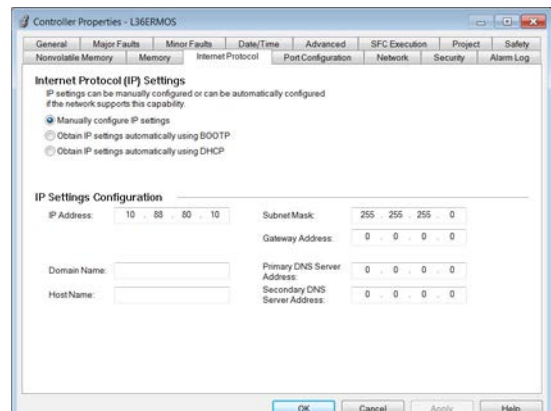 Controller Properties - L36ERMOS
General Major Faults Minor Faults Date/Time Advanced SFC Execution Project Safety
Nonvolatile Memory Memory Internet Protocol Port Configuration Network Security Alarm Log
Internet Protocol (IP) Settings
IP settings can be manually configured or can be automatically configured
if the network supports this capability.
Manually configure IP settings
Obtain IP settings automatically using BOOTP
Obtain IP settings automatically using DHCP
IP Settings Configuration
IP Address: 10 . 88 . 80 . 10 Subnet Mask: 255 . 255 . 255 . 0
Gateway Address: 0 . 0 . 0 . 0
Domain Name: Primary DNS Server Address: 0 . 0 . 0 . 0
Host Name: Secondary DNS Server Address: 0 . 0 . 0 . 0
OK Cancel Apply Help